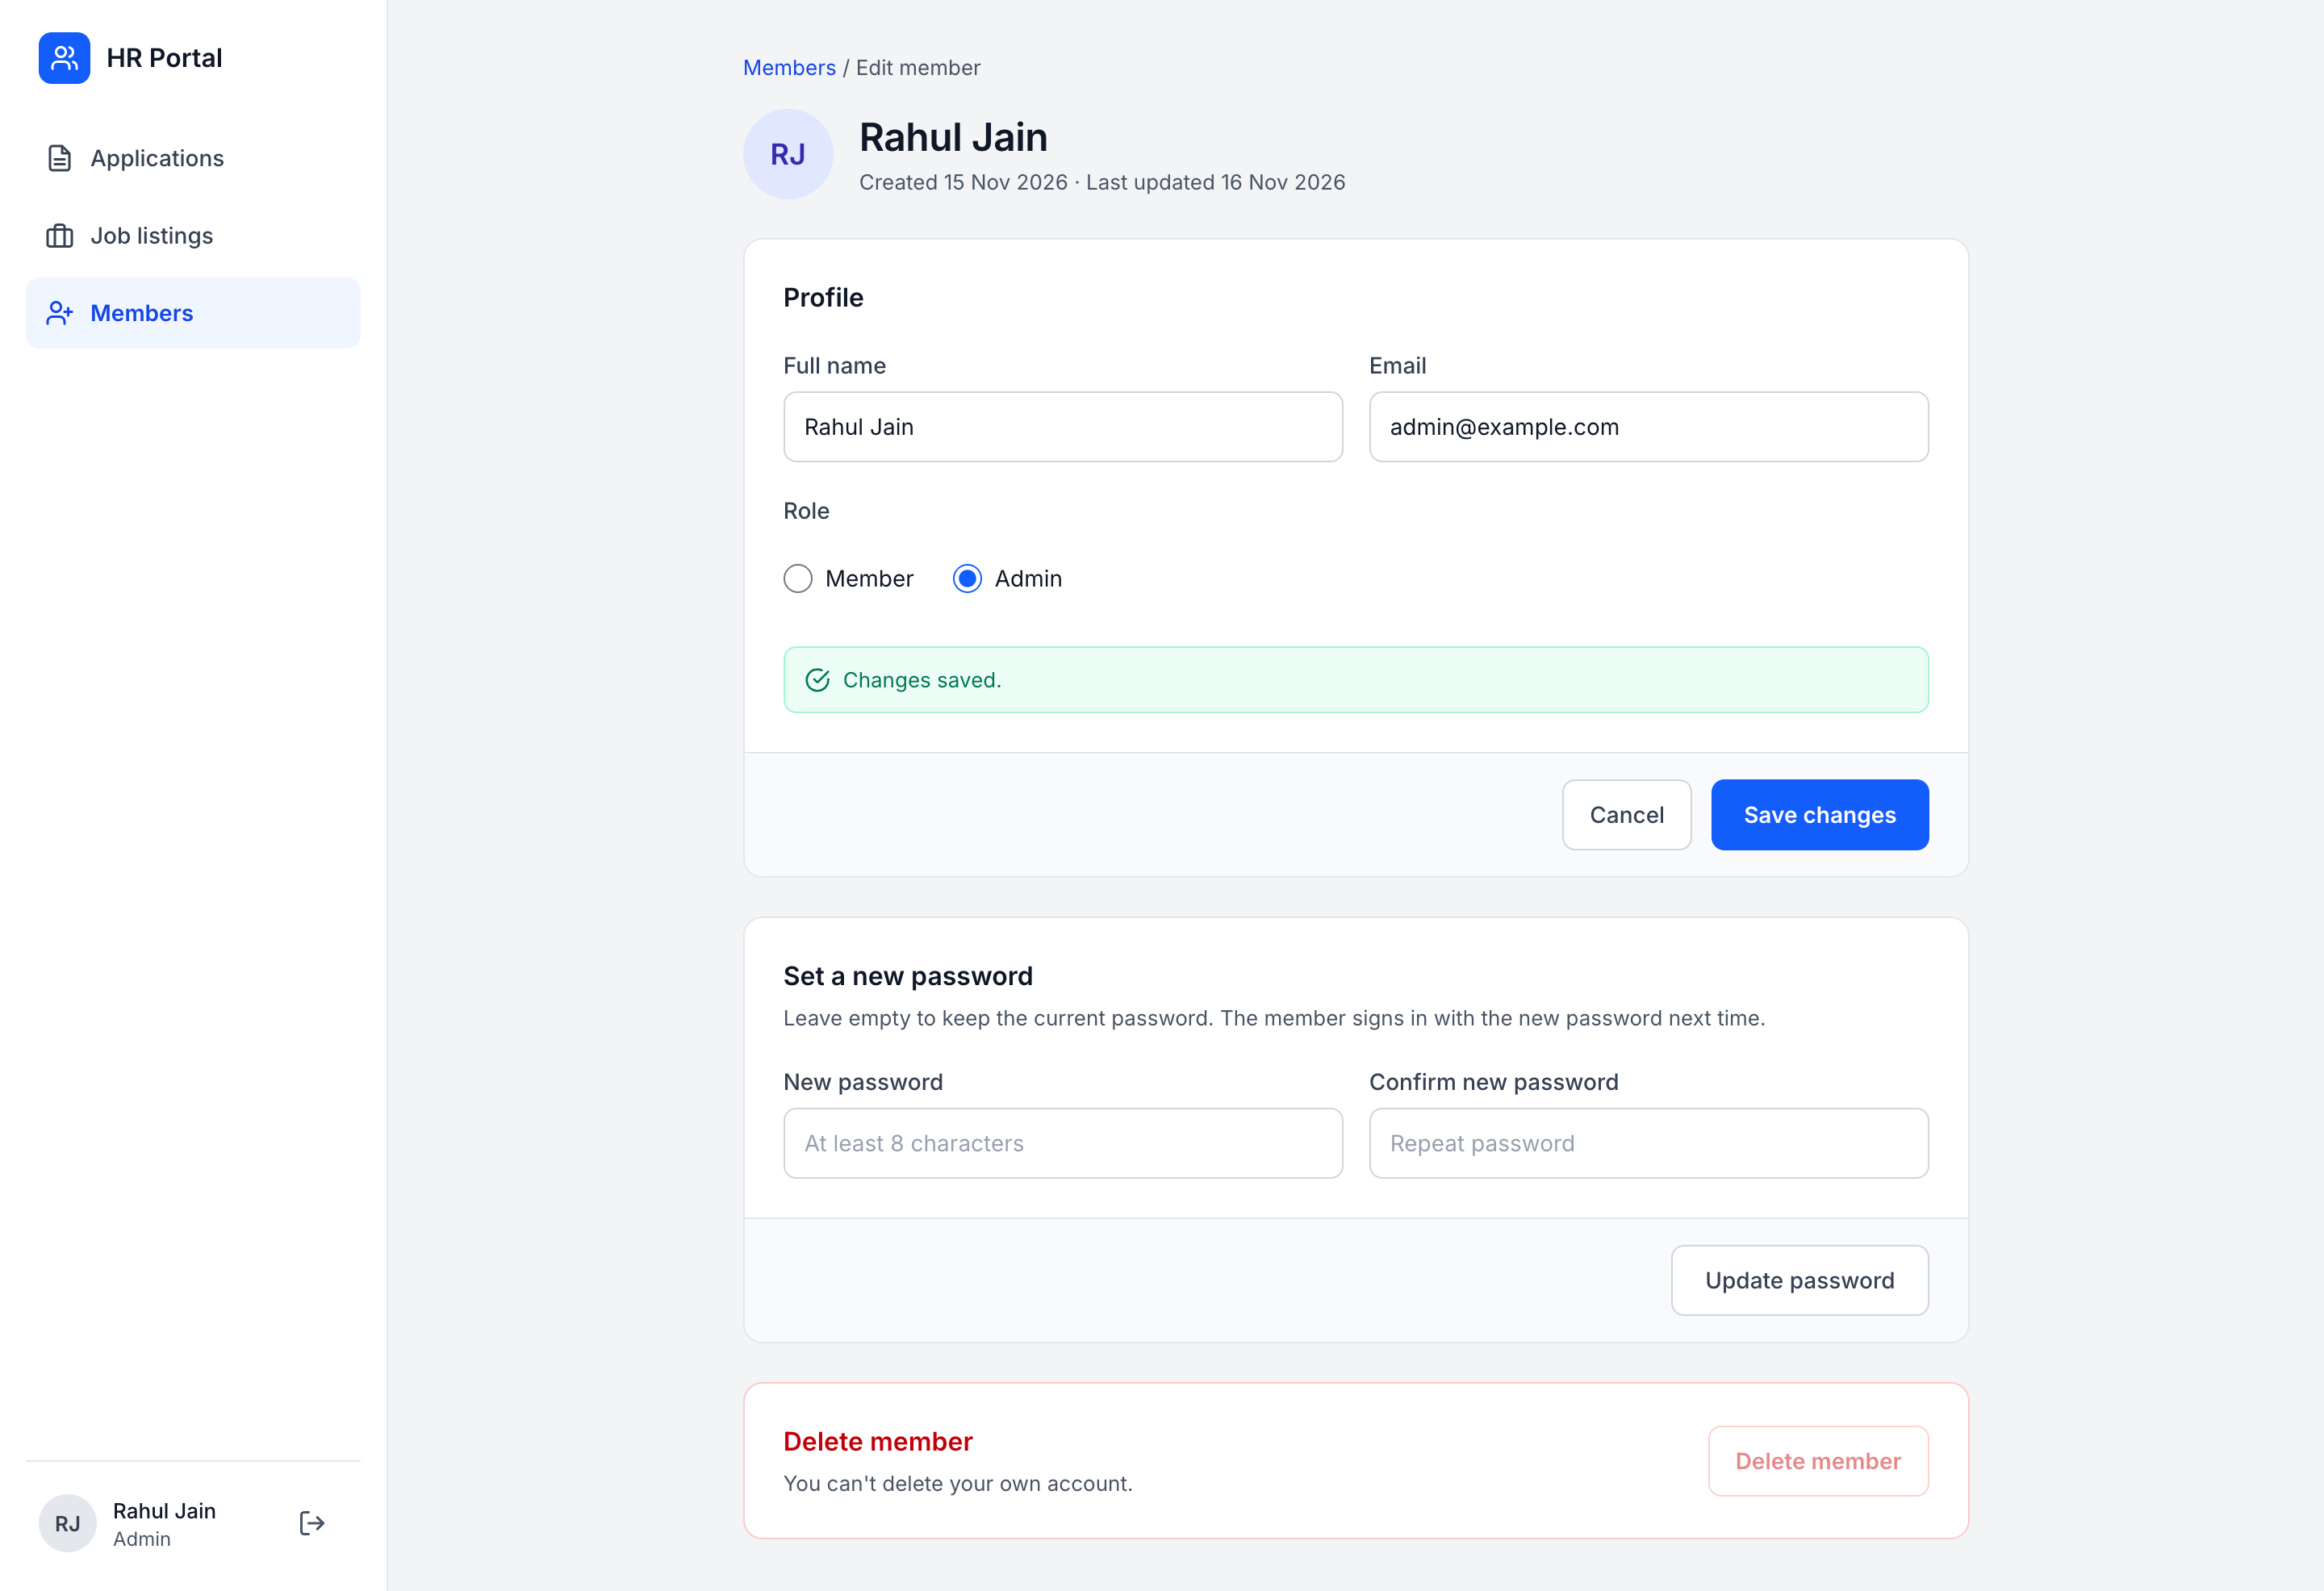 HR Portal
Applications
Job listings
Members
Members / Edit member
RJ
Rahul Jain
Created 15 Nov 2026 · Last updated 16 Nov 2026
Profile
Full name
Email
Rahul Jain
admin@example.com
Role
Member
Admin
Changes saved.
Cancel
Save changes
Set a new password
Leave empty to keep the current password. The member signs in with the new password next time.
New password
Confirm new password
At least 8 characters
Repeat password
Update password
Delete member
You can't delete your own account.
Delete member
RJ
Rahul Jain
Admin